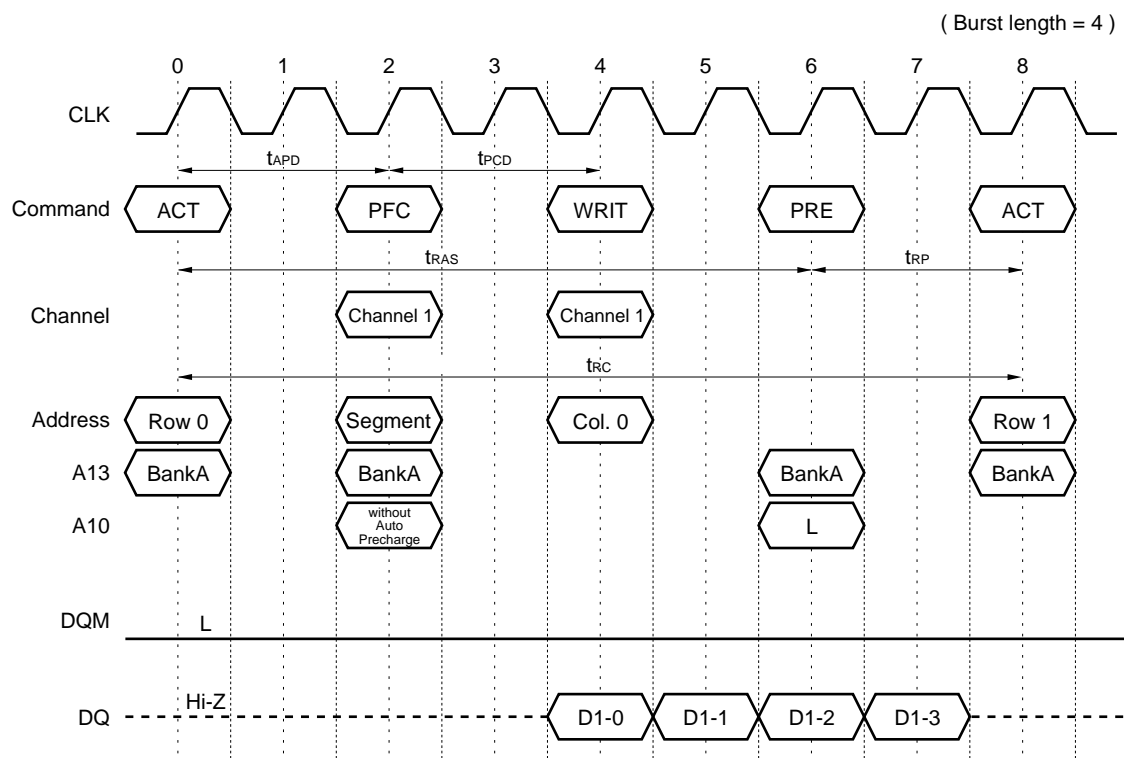 ( Burst length = 4 )
0 1 2 3 4 5 6 7 8
CLK
tAPD tPCD
Command ACT PFC WRIT PRE ACT
tRAS tRP
Channel Channel 1 Channel 1
tRC
Address Row 0 Segment Col. 0 Row 1
A13 BankA BankA BankA BankA
A10 without Auto Precharge L
DQM L
Hi-Z
DQ D1-0 D1-1 D1-2 D1-3